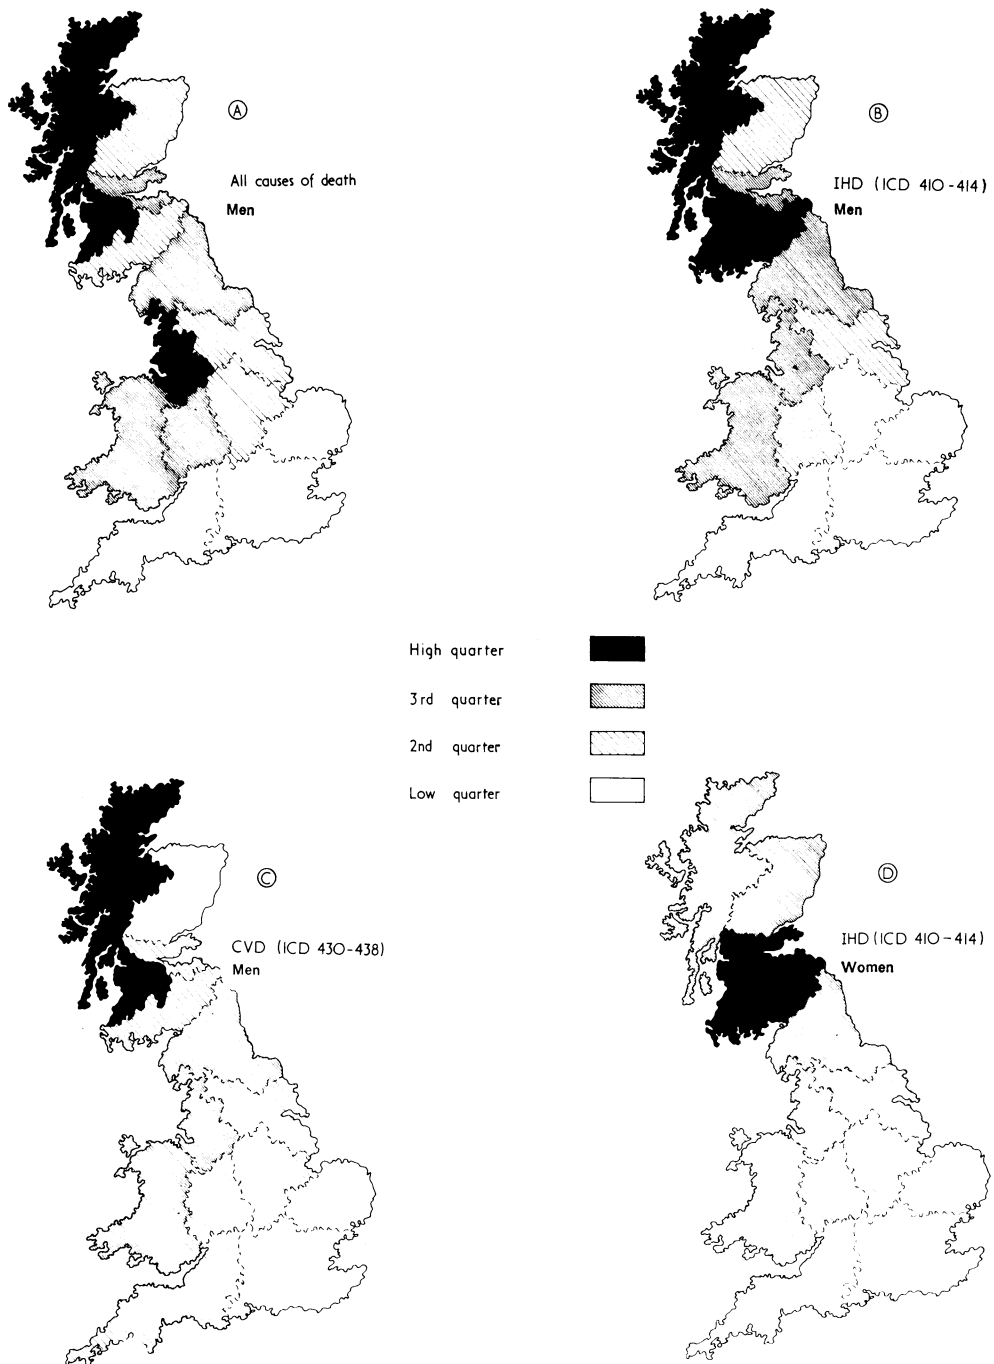 A
All causes of death
Men
B
IHD (ICD 410-414)
Men
High quarter
3rd quarter
2nd quarter
Low quarter
C
CVD (ICD 430-438)
Men
D
IHD (ICD 410-414)
Women